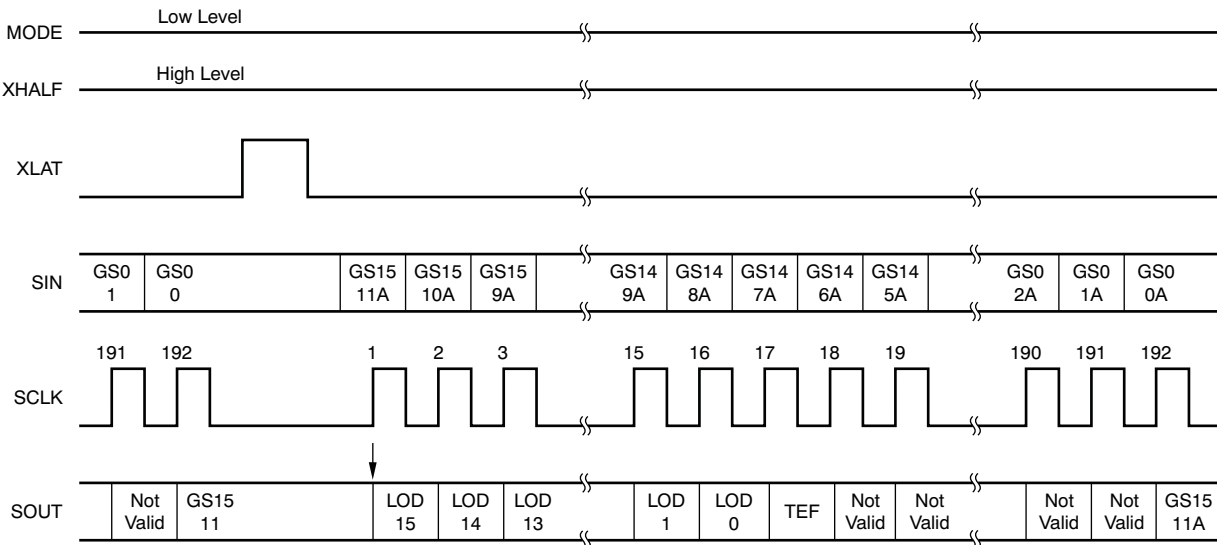 MODE Low Level
XHALF High Level
XLAT
SIN
GS0 GS0 GS15 GS15 GS15 GS14 GS14 GS14 GS14 GS14 GS0 GS0 GS0
1 0 11A 10A 9A 9A 8A 7A 6A 5A 2A 1A 0A
191 192 1 2 3 15 16 17 18 19 190 191 192
SCLK
SOUT
Not GS15 LOD LOD LOD LOD LOD TEF Not Not Not Not GS15
Valid 11 15 14 13 1 0 Valid Valid Valid Valid 11A